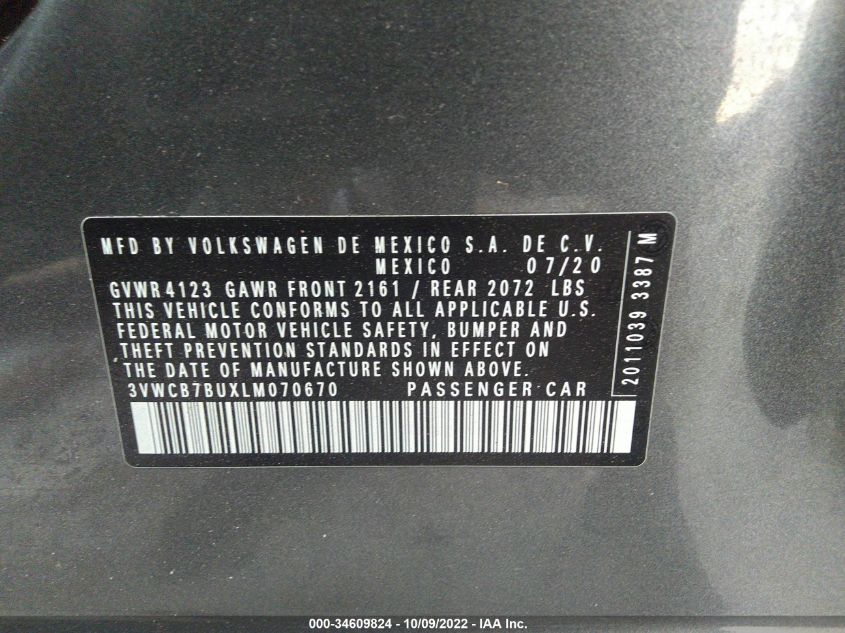 MFD BY VOLKSWAGEN DE MEXICO S.A. DE C.V.
MEXICO 07/20
GVWR 4123 GAWR FRONT 2161 / REAR 2072 LBS
THIS VEHICLE CONFORMS TO ALL APPLICABLE U.S.
FEDERAL MOTOR VEHICLE SAFETY, BUMPER AND
THEFT PREVENTION STANDARDS IN EFFECT ON
THE DATE OF MANUFACTURE SHOWN ABOVE.
3VWCB7BUXLM070670 PASSENGER CAR
2011039 3387 M
000-34609824 - 10/09/2022 - IAA Inc.